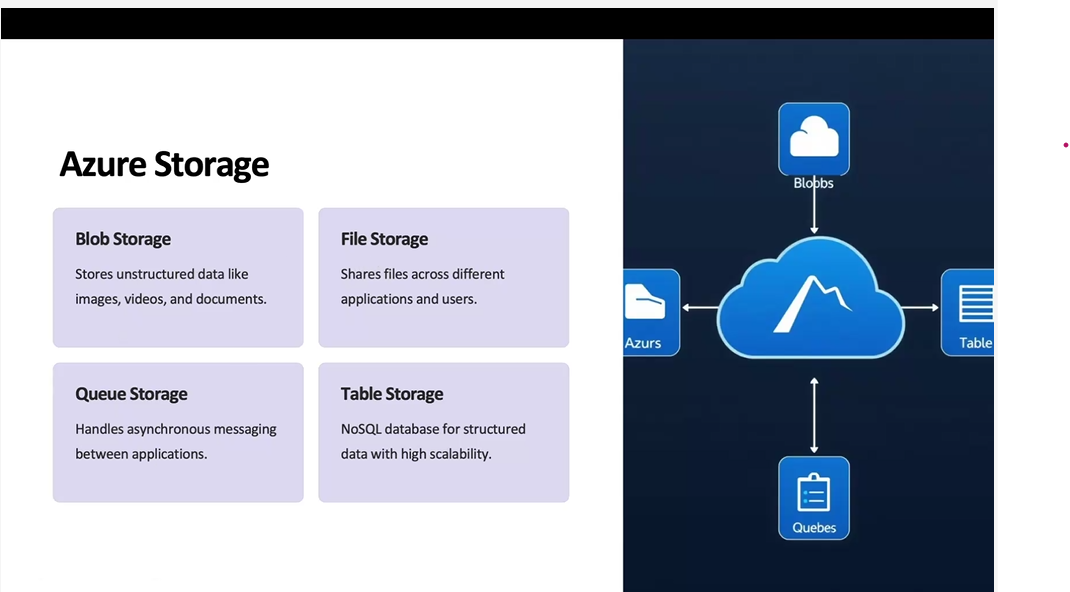 Azure Storage
Blob Storage
Stores unstructured data like
images, videos, and documents.
File Storage
Shares files across different
applications and users.
Queue Storage
Handles asynchronous messaging
between applications.
Table Storage
NoSQL database for structured
data with high scalability.
Blobbs
Azurs
Table
Quebes